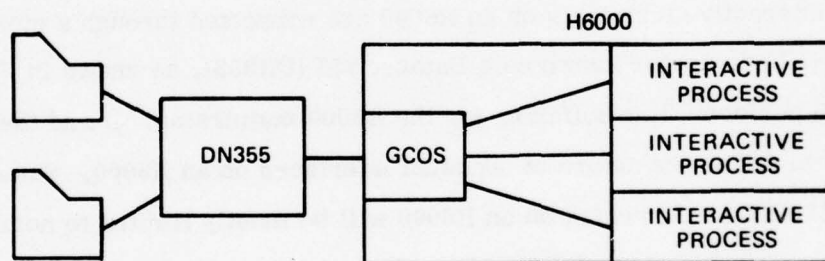 H6000
INTERACTIVE
PROCESS
DN355
GCOS
INTERACTIVE
PROCESS
INTERACTIVE
PROCESS